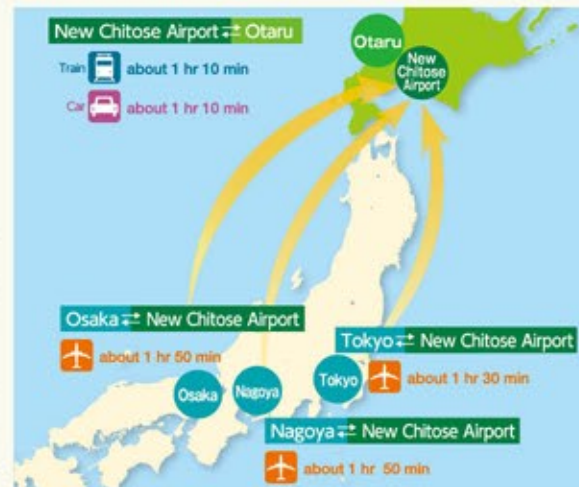 New Chitose Airport ⇄ Otaru
Train about 1 hr 10 min
Car about 1 hr 10 min
Otaru
New
Chitose
Airport
Osaka ⇄ New Chitose Airport
about 1 hr 50 min
Tokyo ⇄ New Chitose Airport
about 1 hr 30 min
Osaka
Nagoya
Tokyo
Nagoya ⇄ New Chitose Airport
about 1 hr 50 min